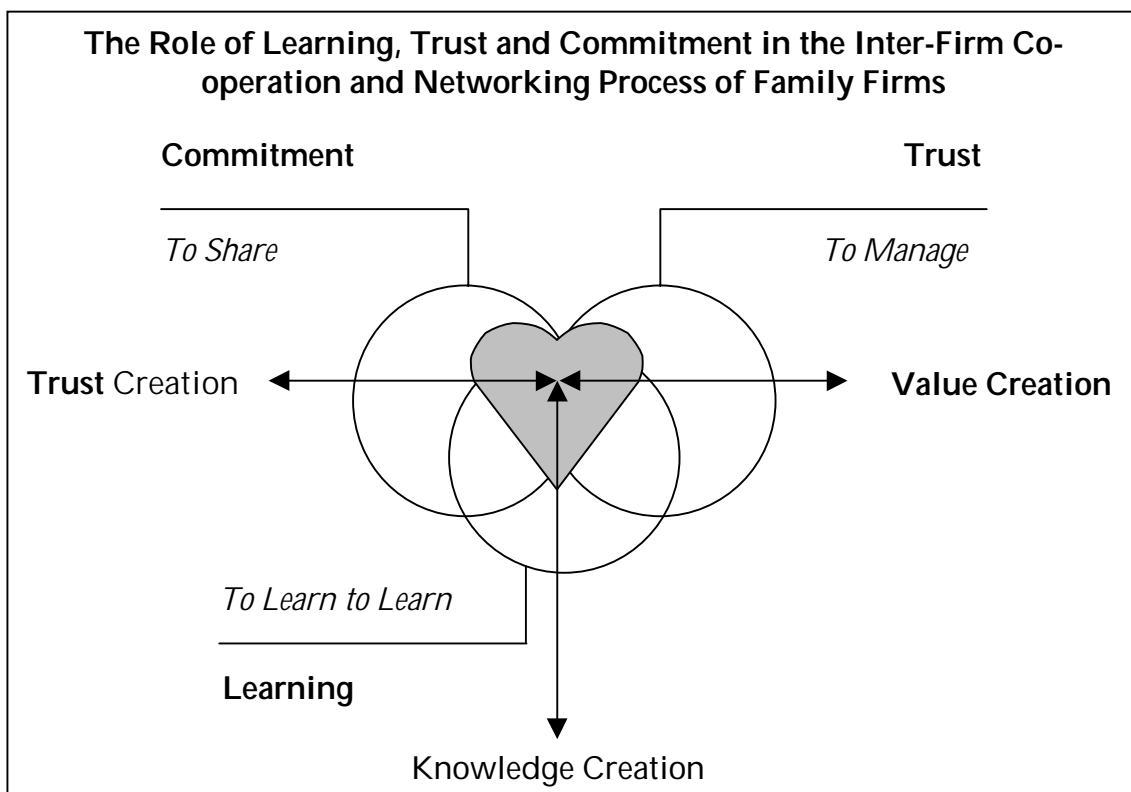 The Role of Learning, Trust and Commitment in the Inter-Firm Co-
operation and Networking Process of Family Firms
Commitment
Trust
To Share
To Manage
Trust Creation
Value Creation
To Learn to Learn
Learning
Knowledge Creation